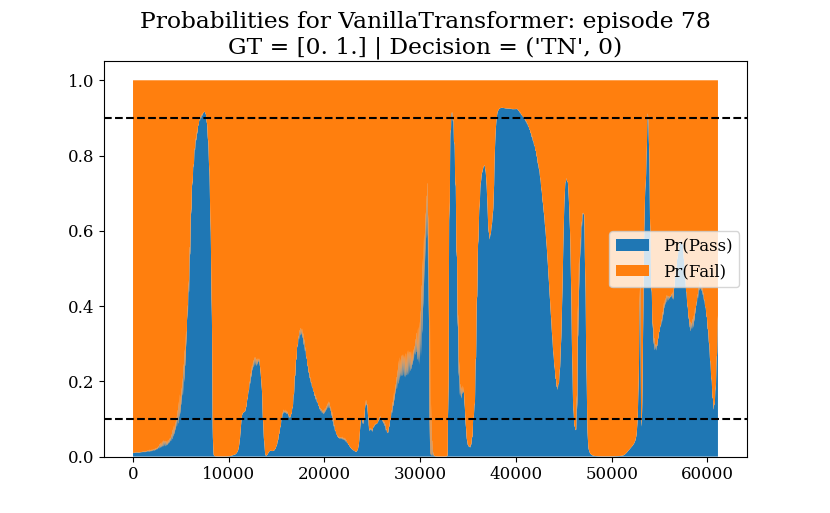 Probabilities for VanillaTransformer: episode 78
GT = [0. 1.] | Decision = ('TN', 0)
1.0
0.8
0.6
0.4
0.2
0.0
Pr(Pass)
Pr(Fail)
0 10000 20000 30000 40000 50000 60000